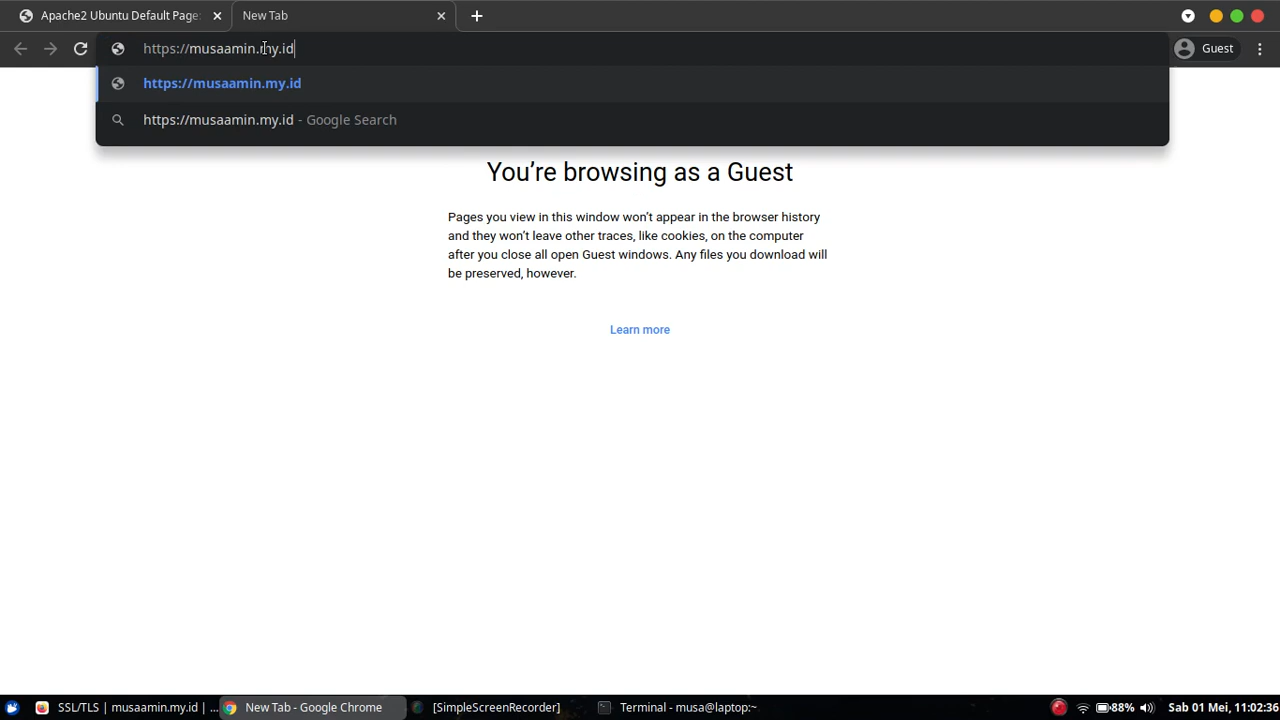 Apache2 Ubuntu Default Page:
New Tab
https://musaamin.my.id
Guest
https://musaamin.my.id
https://musaamin.my.id - Google Search
You're browsing as a Guest
Pages you view in this window won't appear in the browser history
and they won't leave other traces, like cookies, on the computer
after you close all open Guest windows. Any files you download will
be preserved, however.
Learn more
SSL/TLS | musaamin.my.id | ...
New Tab - Google Chrome
[SimpleScreenRecorder]
Terminal - musa@laptop:~
88%
Sab 01 Mei, 11:02:36